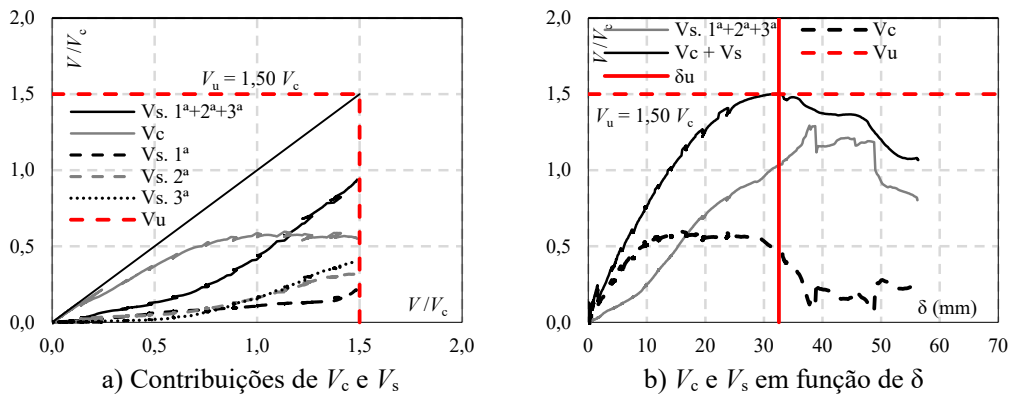 2,0
V/Vc
Vu = 1,50 Vc
1,5
Vs. 1ª+2ª+3ª
Vc
Vs. 1ª
1,0
Vs. 2ª
Vs. 3ª
Vu
0,5
V/Vc
0,0
0,0 0,5 1,0 1,5 2,0
a) Contribuições de Vc e Vs
2,0
V/Vc
Vs. 1ª+2ª+3ª Vc
Vc + Vs Vu
δu
1,5
Vu = 1,50 Vc
1,0
0,5
δ (mm)
0,0
0 10 20 30 40 50 60 70
b) Vc e Vs em função de δ